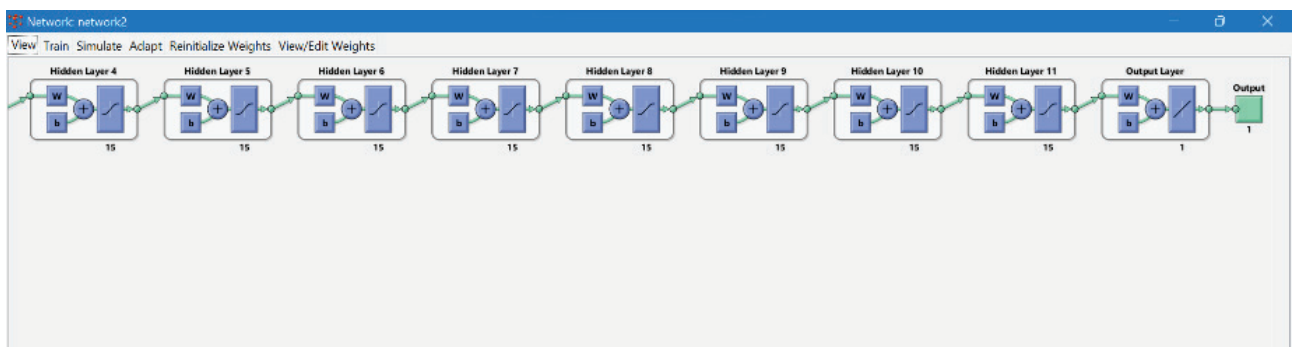 Network: network2
View Train Simulate Adapt Reinitialize Weights View/Edit Weights
Hidden Layer 4 Hidden Layer 5 Hidden Layer 6 Hidden Layer 7 Hidden Layer 8 Hidden Layer 9 Hidden Layer 10 Hidden Layer 11 Output Layer
Output
W W W W W W W W W
b b b b b b b b b
1
15 15 15 15 15 15 15 15 1